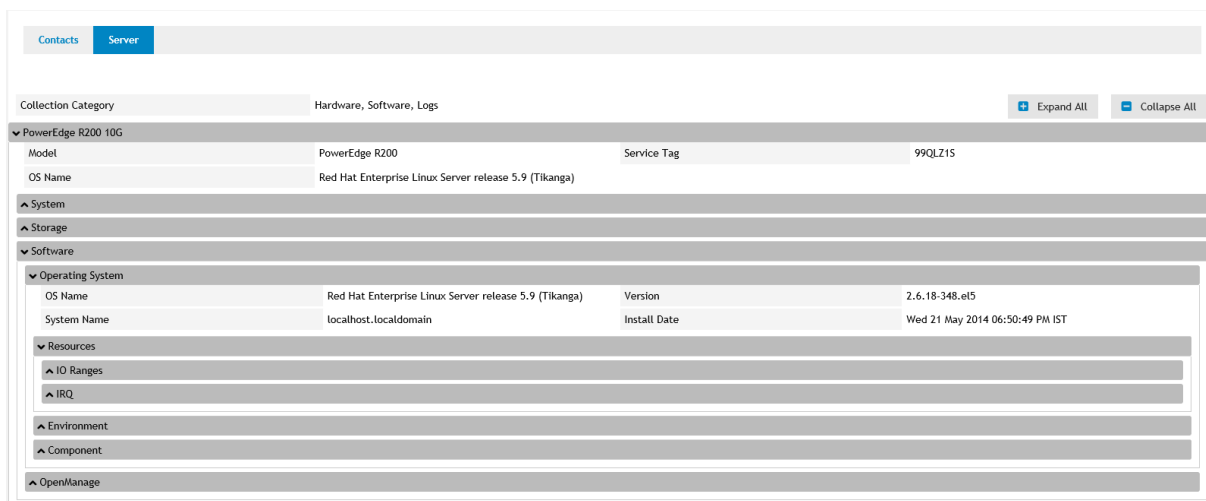 Contacts Server
Collection Category Hardware, Software, Logs Expand All Collapse All
PowerEdge R200 10G
Model PowerEdge R200 Service Tag 99QLZ1S
OS Name Red Hat Enterprise Linux Server release 5.9 (Tikanga)
System
Storage
Software
Operating System
OS Name Red Hat Enterprise Linux Server release 5.9 (Tikanga) Version 2.6.18-348.el5
System Name localhost.localdomain Install Date Wed 21 May 2014 06:50:49 PM IST
Resources
IO Ranges
IRQ
Environment
Component
OpenManage